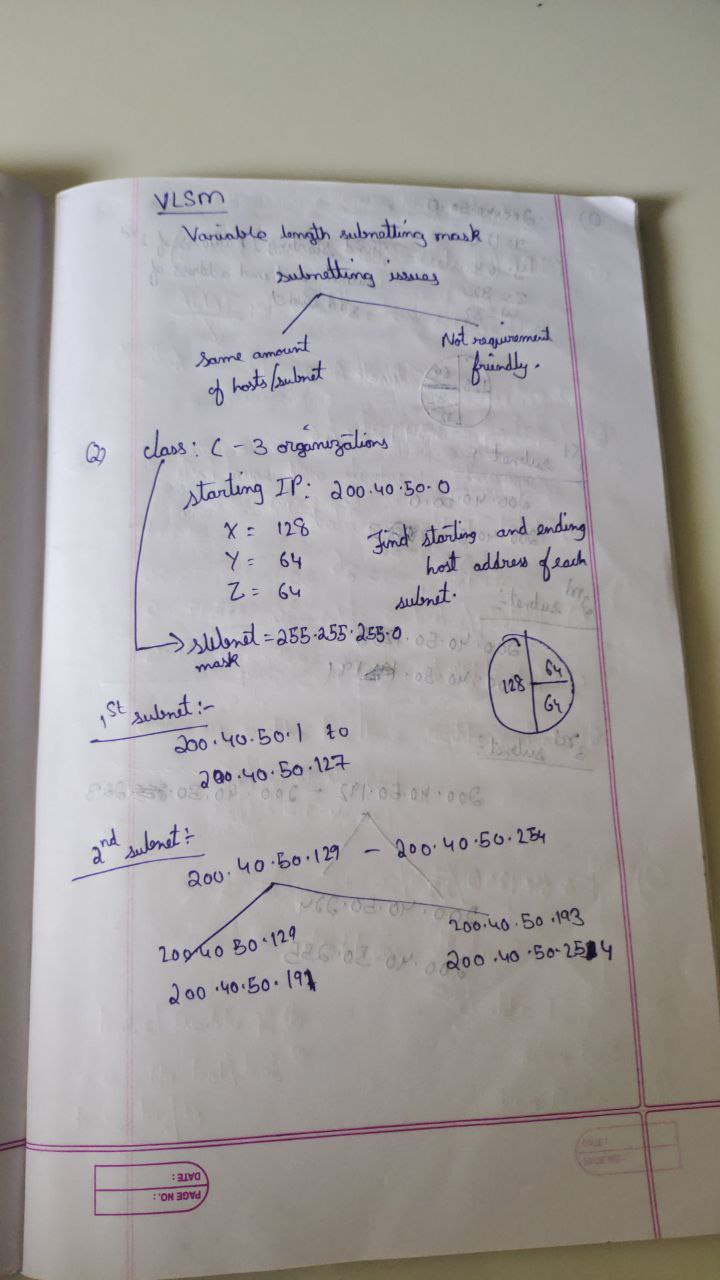 VLSM
Variable length subnetting mask
subnetting issues
same amount
of hosts/subnet
Not requirement
friendly.
Q) class: C - 3 organizations
starting IP: 200.40.50.0
X = 128
Y = 64
Z = 64
Find starting and ending
host address of each
subnet.
subnet = 255.255.255.0
mask
128
64
64
1st subnet:-
200.40.50.1 to
200.40.50.127
2nd subnet:-
200.40.50.129 - 200.40.50.254
200.40.50.129
200.40.50.191
200.40.50.193
200.40.50.254
DATE:
PAGE NO.: